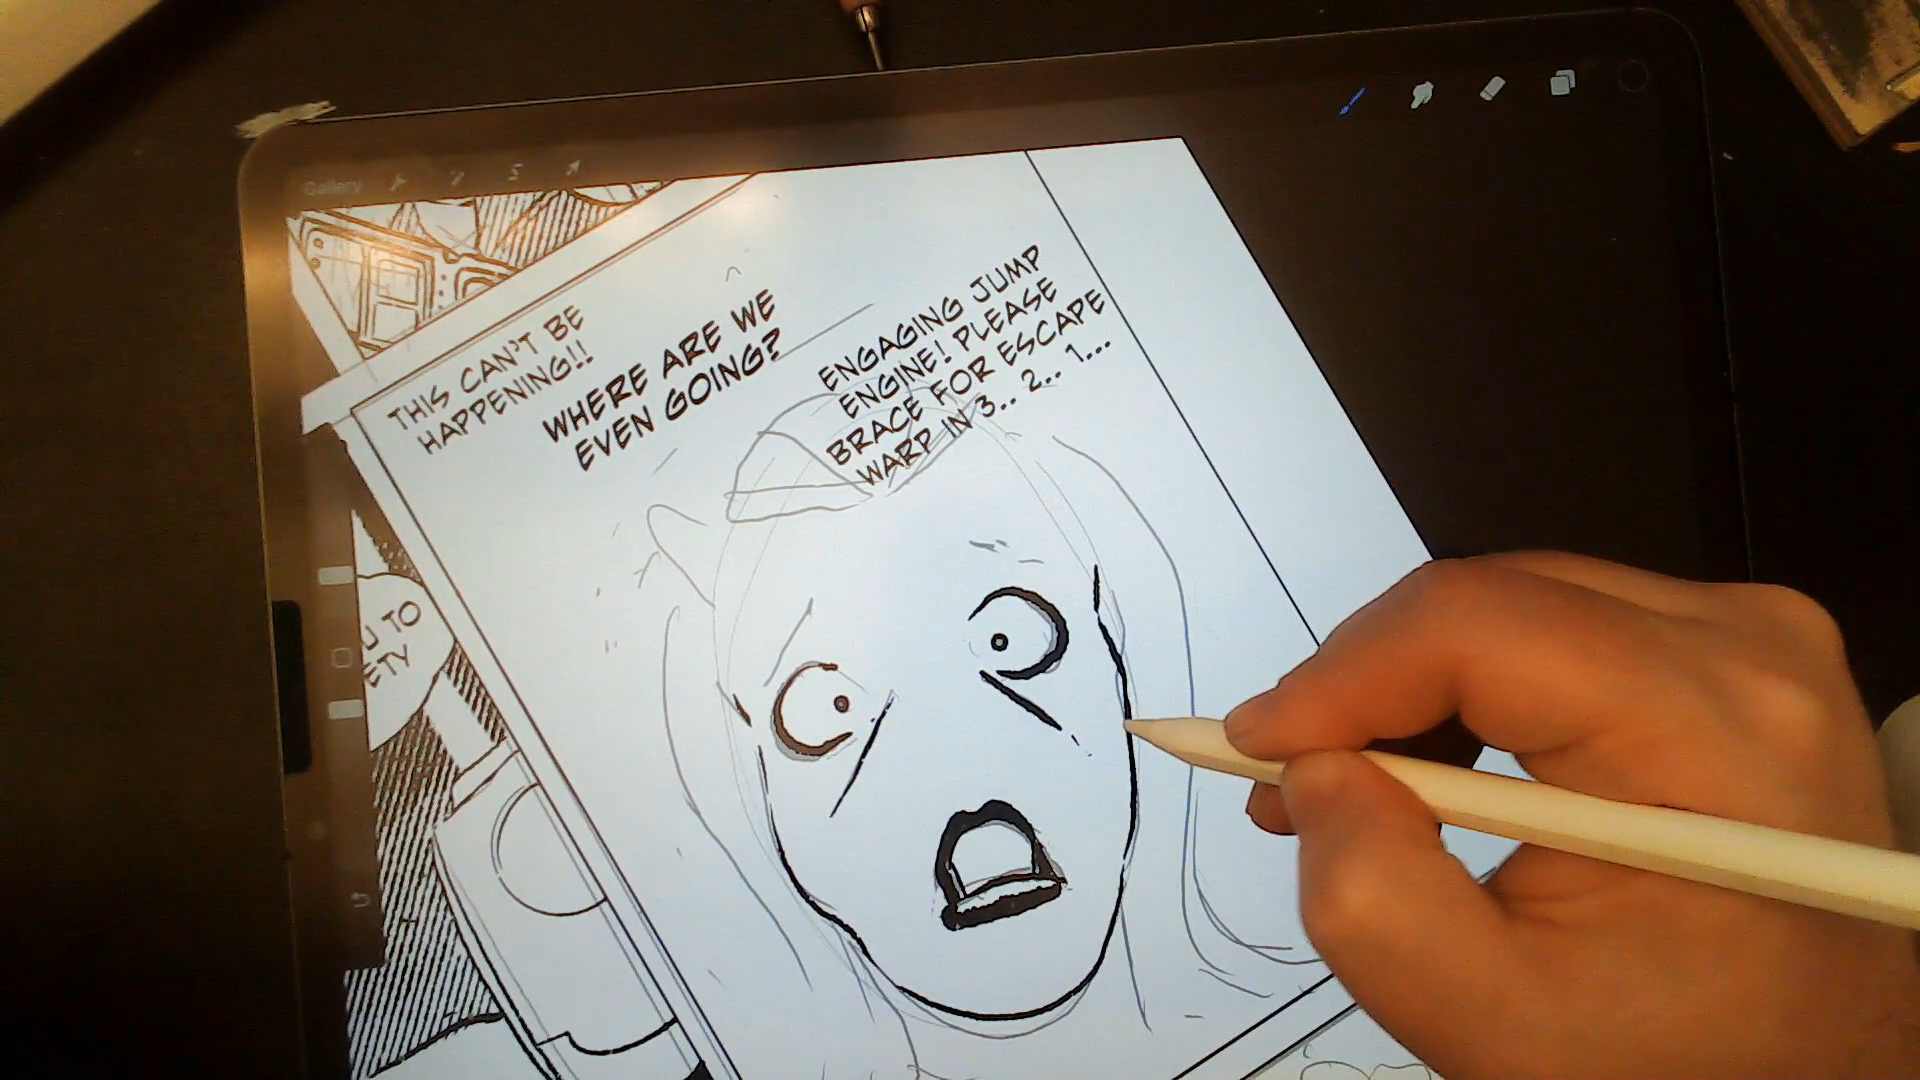 Gallery
THIS CAN'T BE
HAPPENING!!
WHERE ARE WE
EVEN GOING?
ENGAGING JUMP
ENGINE! PLEASE
BRACE FOR ESCAPE
WARP IN 3.. 2.. 1...
U TO
ETY